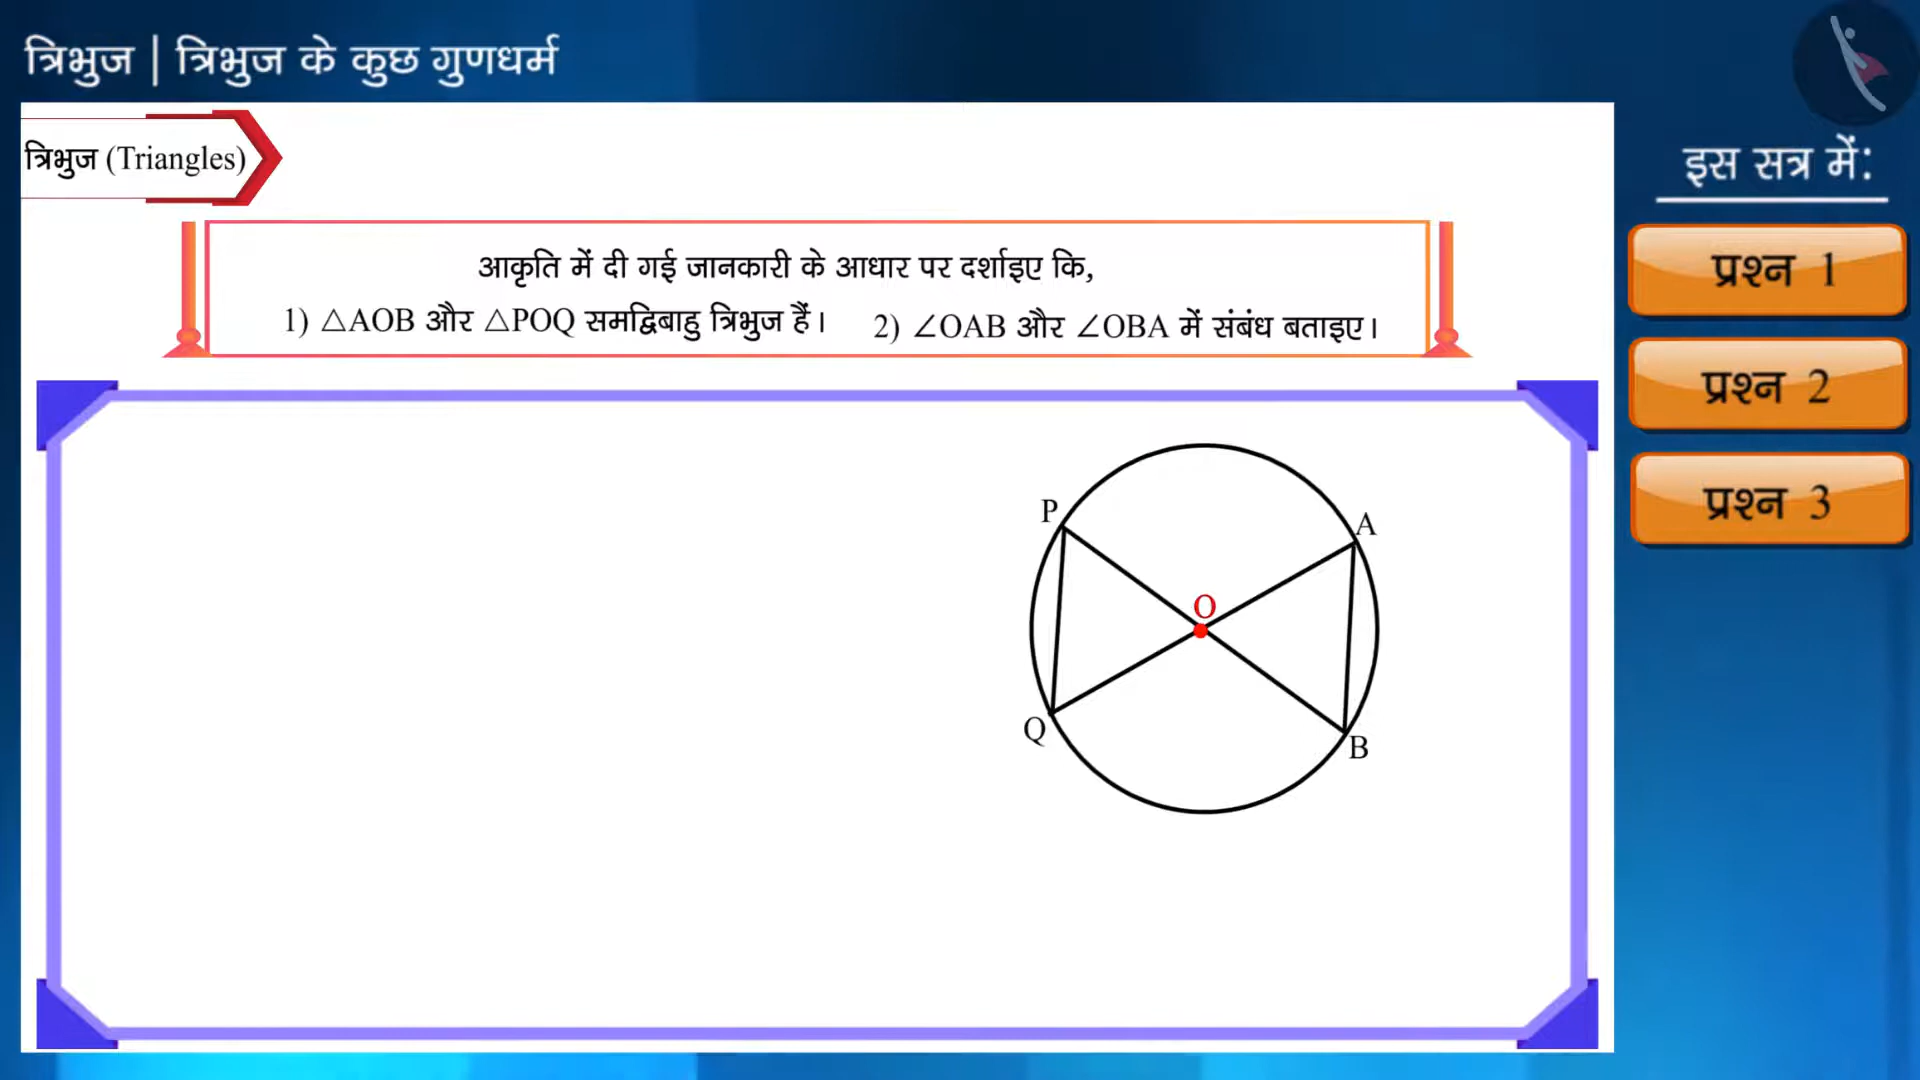 त्रिभुज | त्रिभुज के कुछ गुणधर्म
त्रिभुज (Triangles)
आकृति में दी गई जानकारी के आधार पर दर्शाइए कि,
1) △AOB और △POQ समद्विबाहु त्रिभुज हैं। 2) ∠OAB और ∠OBA में संबंध बताइए।
P
A
O
Q
B
इस सत्र में:
प्रश्न 1
प्रश्न 2
प्रश्न 3